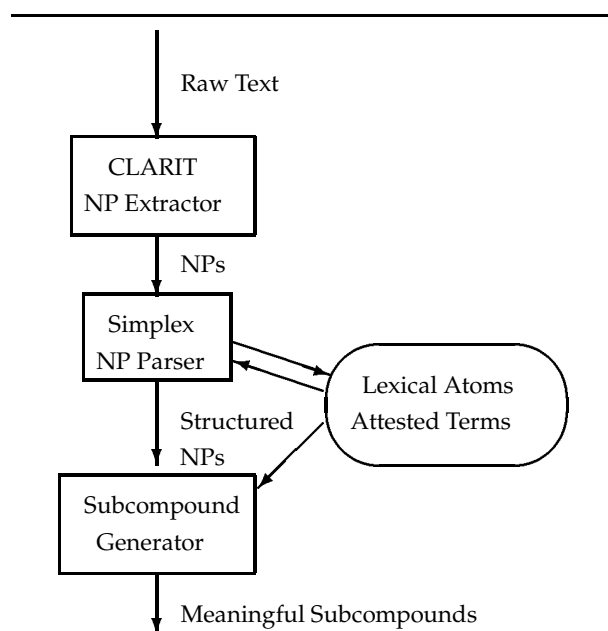 Raw Text
CLARIT
NP Extractor
NPs
Simplex
NP Parser
Lexical Atoms
Attested Terms
Structured
NPs
Subcompound
Generator
Meaningful Subcompounds